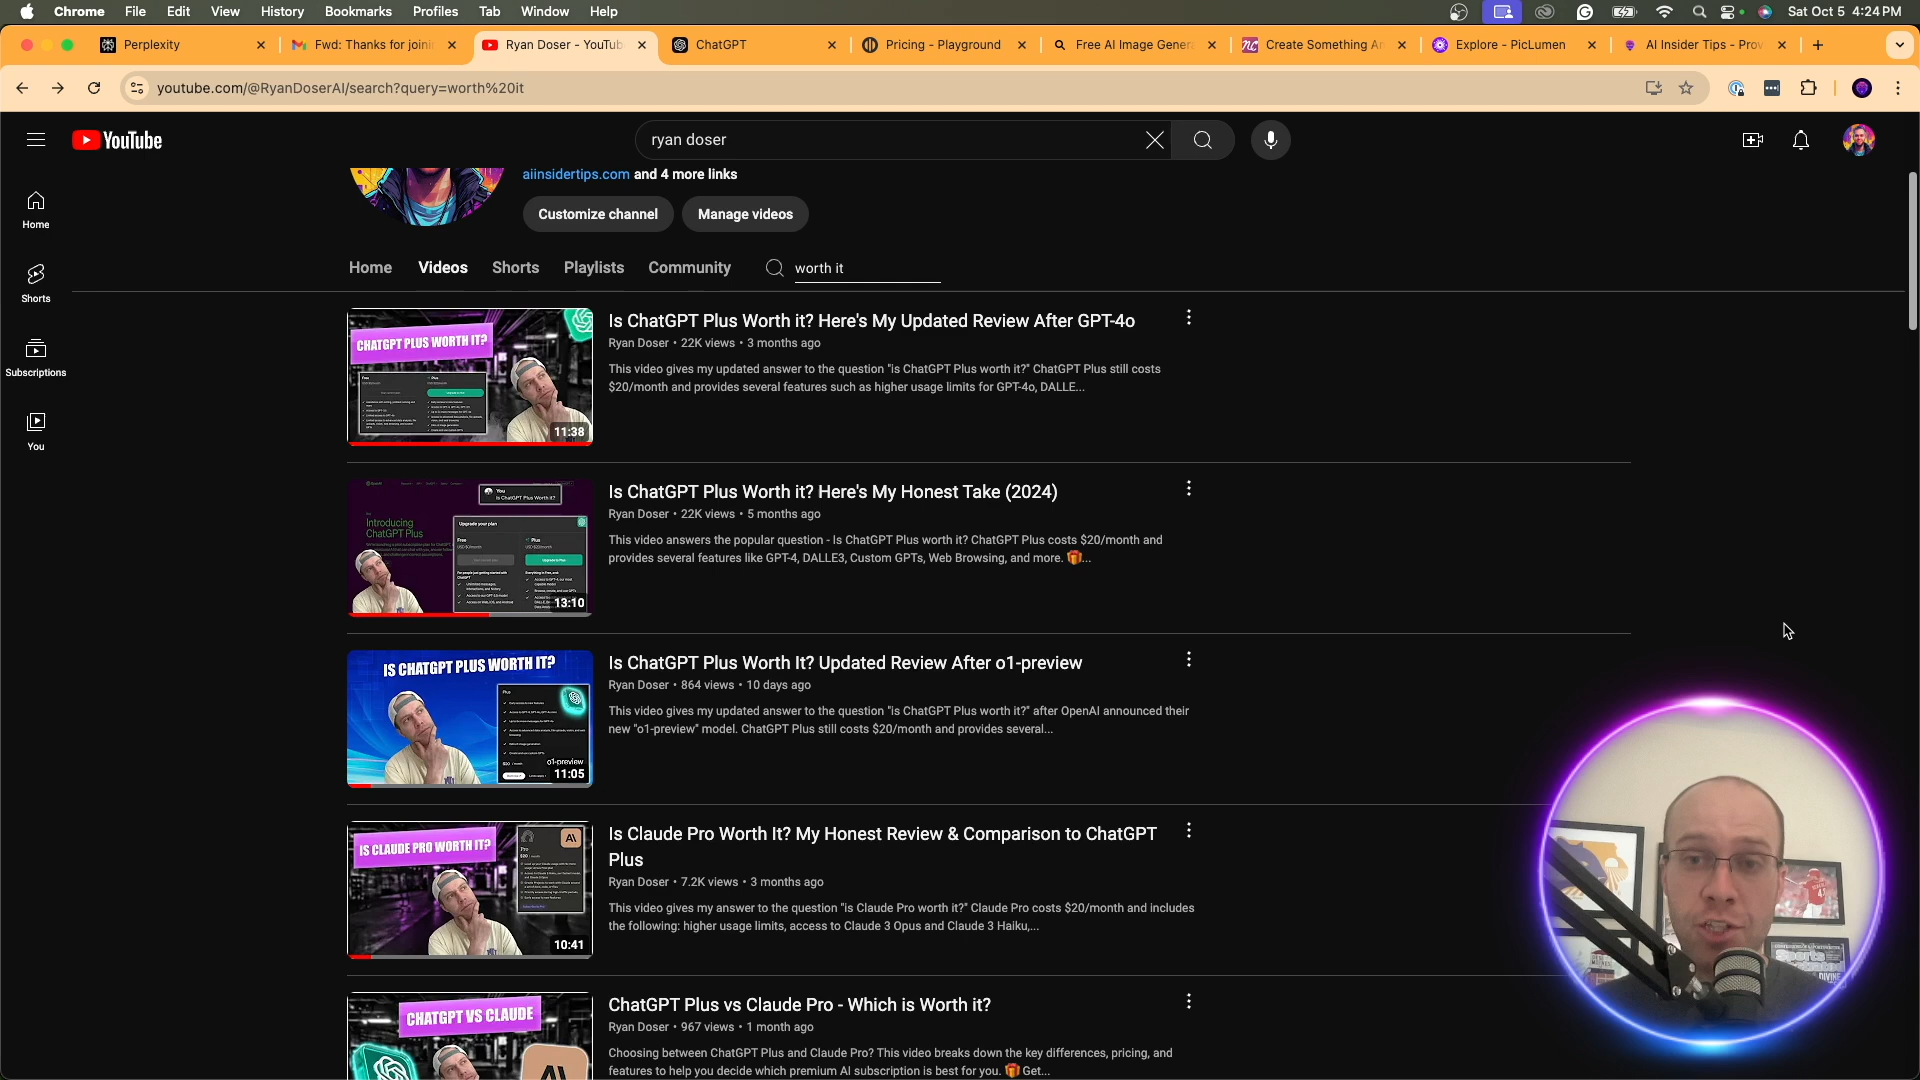 Chrome File Edit View History Bookmarks Profiles Tab Window Help
Sat Oct 5 4:24 PM
Perplexity
Fwd: Thanks for joini
Ryan Doser - YouTub
ChatGPT
Pricing - Playground
Free AI Image Genera
Create Something A
Explore - PicLumen
AI Insider Tips - Prov
youtube.com/@RyanDoserAI/search?query=worth%20it
YouTube
ryan doser
aiinsidertips.com and 4 more links
Customize channel
Manage videos
Home
Shorts
Subscriptions
You
Home Videos Shorts Playlists Community worth it
CHATGPT PLUS WORTH IT?
11:38
Is ChatGPT Plus Worth it? Here's My Updated Review After GPT-4o
Ryan Doser • 22K views • 3 months ago
This video gives my updated answer to the question "is ChatGPT Plus worth it?" ChatGPT Plus still costs
$20/month and provides several features such as higher usage limits for GPT-4o, DALLE...
You
Is ChatGPT Plus Worth it?
Introducing
ChatGPT Plus
Upgrade your plan
Free
Plus
13:10
Is ChatGPT Plus Worth it? Here's My Honest Take (2024)
Ryan Doser • 22K views • 5 months ago
This video answers the popular question - Is ChatGPT Plus worth it? ChatGPT Plus costs $20/month and
provides several features like GPT-4, DALLE3, Custom GPTs, Web Browsing, and more. 🎁...
IS CHATGPT PLUS WORTH IT?
Plus
o1-preview
11:05
Is ChatGPT Plus Worth It? Updated Review After o1-preview
Ryan Doser • 864 views • 10 days ago
This video gives my updated answer to the question "is ChatGPT Plus worth it?" after OpenAI announced their
new "o1-preview" model. ChatGPT Plus still costs $20/month and provides several...
IS CLAUDE PRO WORTH IT?
Pro
10:41
Is Claude Pro Worth It? My Honest Review & Comparison to ChatGPT
Plus
Ryan Doser • 7.2K views • 3 months ago
This video gives my answer to the question "is Claude Pro worth it?" Claude Pro costs $20/month and includes
the following: higher usage limits, access to Claude 3 Opus and Claude 3 Haiku,...
CHATGPT VS CLAUDE
ChatGPT Plus vs Claude Pro - Which is Worth it?
Ryan Doser • 967 views • 1 month ago
Choosing between ChatGPT Plus and Claude Pro? This video breaks down the key differences, pricing, and
features to help you decide which premium AI subscription is best for you. 🎁 Get...
Sports
DIVINE